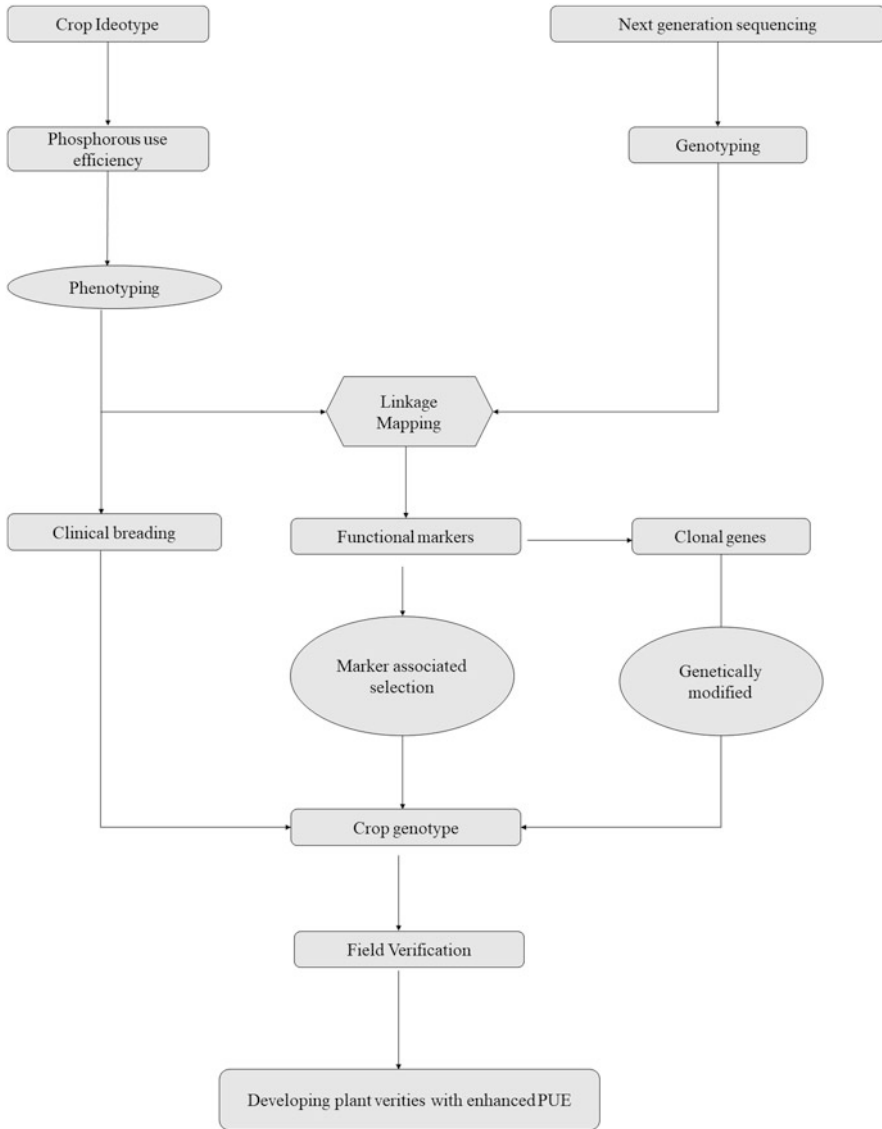 Crop Ideotype
Next generation sequencing
Phosphorous use
efficiency
Genotyping
Phenotyping
Linkage
Mapping
Clinical breading
Functional markers
Clonal genes
Marker associated
selection
Genetically
modified
Crop genotype
Field Verification
Developing plant verities with enhanced PUE